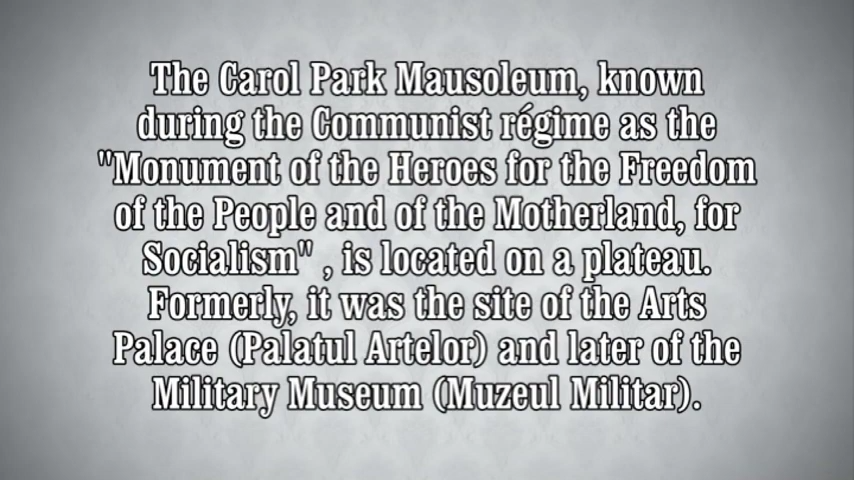 The Carol Park Mausoleum, known
during the Communist régime as the
"Monument of the Heroes for the Freedom
of the People and of the Motherland, for
Socialism" , is located on a plateau.
Formerly, it was the site of the Arts
Palace (Palatul Artelor) and later of the
Military Museum (Muzeul Militar).